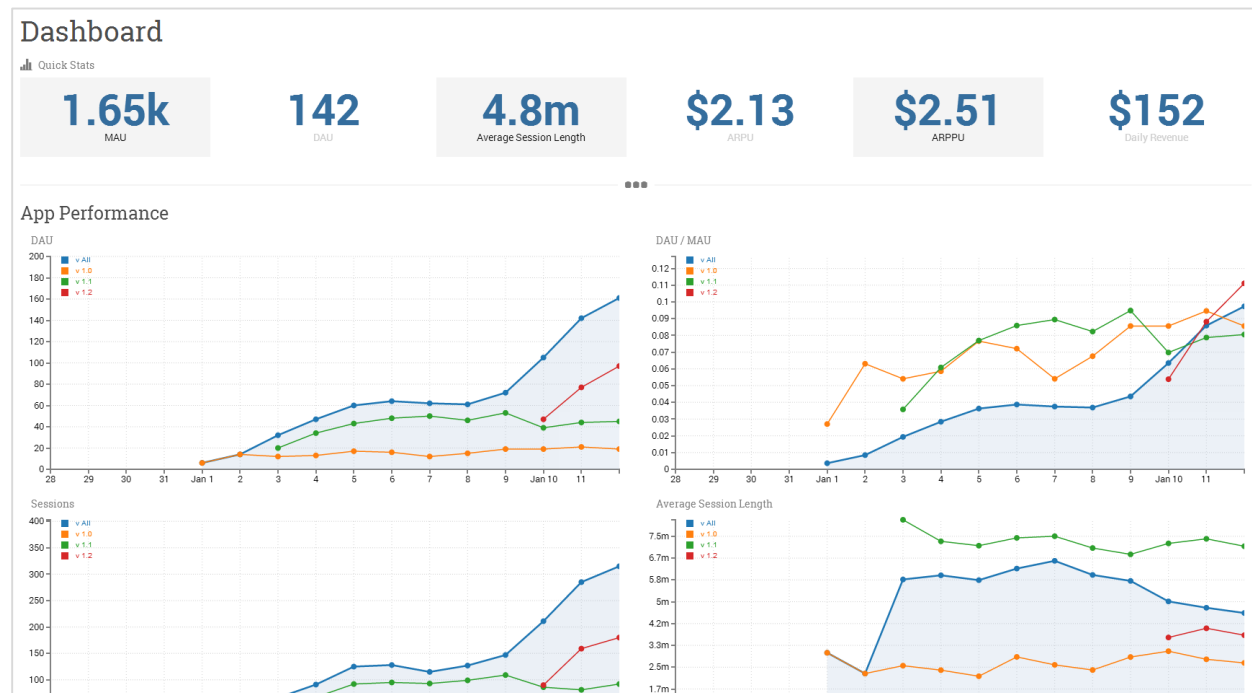 Dashboard
Quick Stats
1.65k 142 4.8m $2.13 $2.51 $152
MAU DAU Average Session Length ARPU ARPPU Daily Revenue
App Performance
DAU
v All
v 1.0
v 1.1
v 1.2
200
180
160
140
120
100
80
60
40
20
0
28 29 30 31 Jan 1 2 3 4 5 6 7 8 9 Jan 10 11
DAU / MAU
v All
v 1.0
v 1.1
v 1.2
0.12
0.11
0.1
0.09
0.08
0.07
0.06
0.05
0.04
0.03
0.02
0.01
0
28 29 30 31 Jan 1 2 3 4 5 6 7 8 9 Jan 10 11
Sessions
v All
v 1.0
v 1.1
v 1.2
400
350
300
250
200
150
100
Average Session Length
v All
v 1.0
v 1.1
v 1.2
7.5m
6.7m
5.8m
5m
4.2m
3.3m
2.5m
1.7m